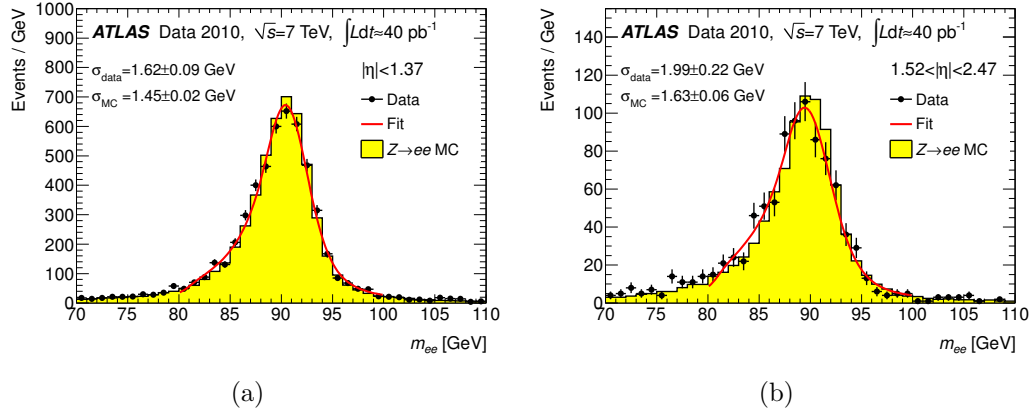 Events / GeV
1000
900
800
700
600
500
400
300
200
100
0
ATLAS Data 2010, √s=7 TeV, ∫Ldt≈40 pb⁻¹
σdata=1.62±0.09 GeV
σMC=1.45±0.02 GeV
|η|<1.37
Data
Fit
Z→ee MC
70 75 80 85 90 95 100 105 110
mee [GeV]
(a)
Events / GeV
140
120
100
80
60
40
20
0
ATLAS Data 2010, √s=7 TeV, ∫Ldt≈40 pb⁻¹
σdata=1.99±0.22 GeV
σMC=1.63±0.06 GeV
1.52<|η|<2.47
Data
Fit
Z→ee MC
70 75 80 85 90 95 100 105 110
mee [GeV]
(b)